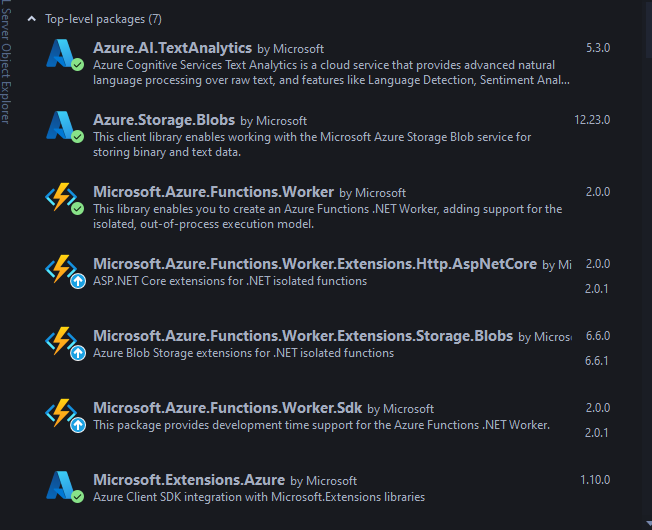 L Server Object Explorer
Top-level packages (7)
Azure.AI.TextAnalytics by Microsoft 5.3.0
Azure Cognitive Services Text Analytics is a cloud service that provides advanced natural
language processing over raw text, and features like Language Detection, Sentiment Anal...
Azure.Storage.Blobs by Microsoft 12.23.0
This client library enables working with the Microsoft Azure Storage Blob service for
storing binary and text data.
Microsoft.Azure.Functions.Worker by Microsoft 2.0.0
This library enables you to create an Azure Functions .NET Worker, adding support for the
isolated, out-of-process execution model.
Microsoft.Azure.Functions.Worker.Extensions.Http.AspNetCore by Mi 2.0.0
ASP.NET Core extensions for .NET isolated functions
2.0.1
Microsoft.Azure.Functions.Worker.Extensions.Storage.Blobs by Micros 6.6.0
Azure Blob Storage extensions for .NET isolated functions
6.6.1
Microsoft.Azure.Functions.Worker.Sdk by Microsoft 2.0.0
This package provides development time support for the Azure Functions .NET Worker.
2.0.1
Microsoft.Extensions.Azure by Microsoft 1.10.0
Azure Client SDK integration with Microsoft.Extensions libraries